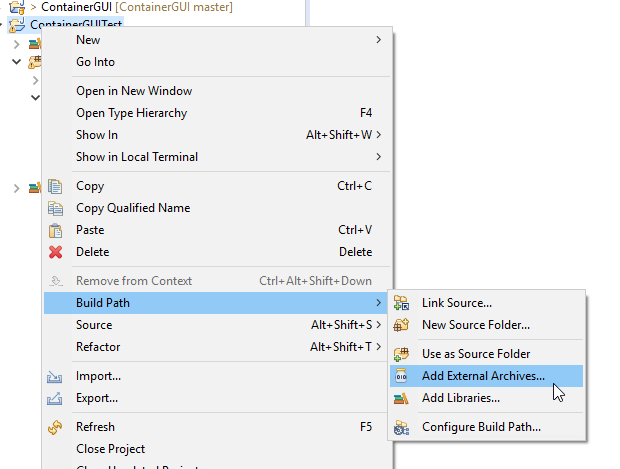 > ContainerGUI [ContainerGUI master]
ContainerGUITest
New >
Go Into
Open in New Window
Open Type Hierarchy F4
Show In Alt+Shift+W >
Show in Local Terminal >
Copy Ctrl+C
Copy Qualified Name
Paste Ctrl+V
Delete Delete
Remove from Context Ctrl+Alt+Shift+Down
Build Path >
Link Source...
Source Alt+Shift+S >
New Source Folder...
Refactor Alt+Shift+T >
Use as Source Folder
Import...
Add External Archives...
Export...
Add Libraries...
Refresh F5
Configure Build Path...
Close Project